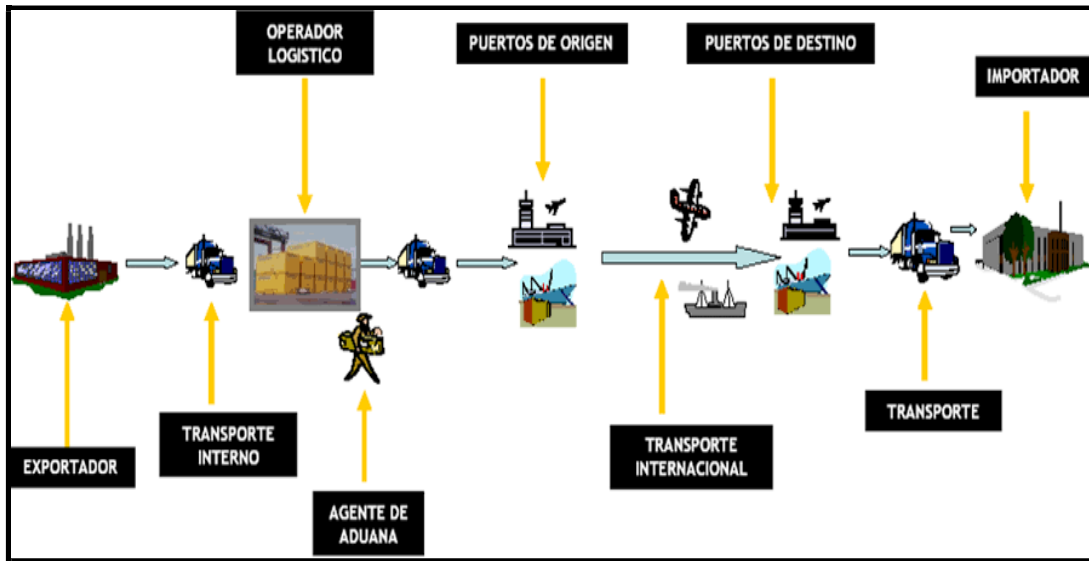 OPERADOR
LOGISTICO
PUERTOS DE ORIGEN
PUERTOS DE DESTINO
IMPORTADOR
EXPORTADOR
TRANSPORTE
INTERNO
AGENTE DE
ADUANA
TRANSPORTE
INTERNACIONAL
TRANSPORTE